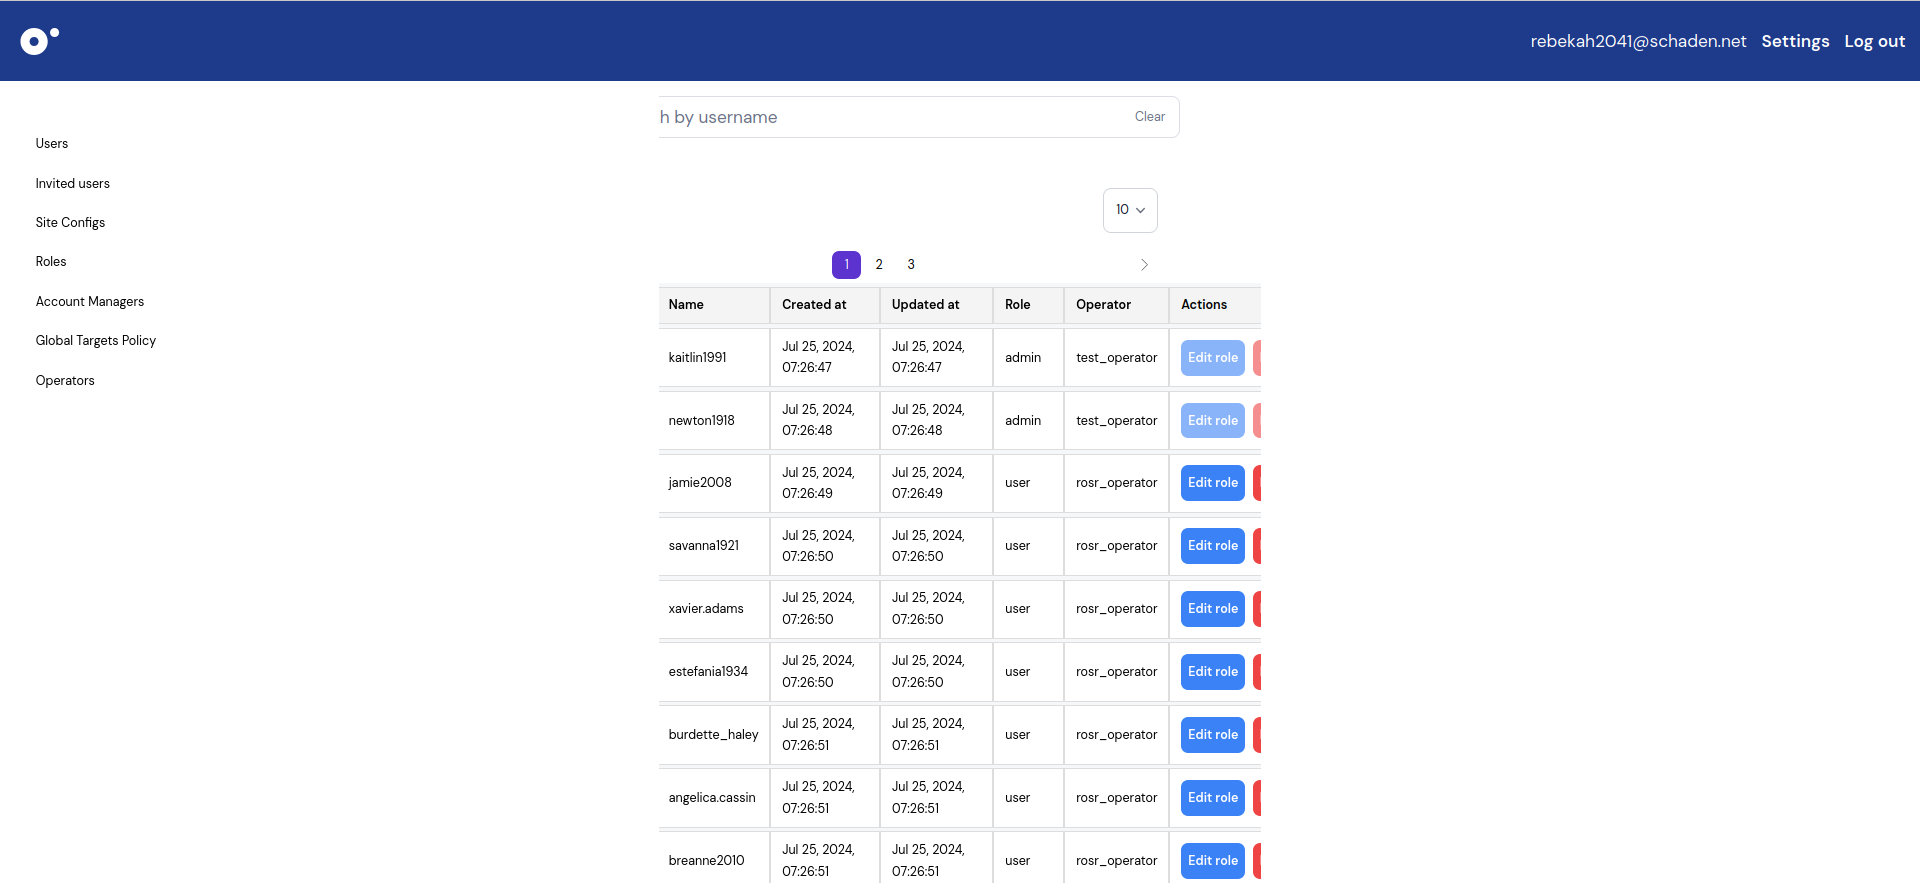 rebekah2041@schaden.net Settings Log out
h by username Clear
Users
Invited users
Site Configs
Roles
Account Managers
Global Targets Policy
Operators
10
1 2 3
Name Created at Updated at Role Operator Actions
kaitlin1991 Jul 25, 2024, 07:26:47 Jul 25, 2024, 07:26:47 admin test_operator Edit role
newton1918 Jul 25, 2024, 07:26:48 Jul 25, 2024, 07:26:48 admin test_operator Edit role
jamie2008 Jul 25, 2024, 07:26:49 Jul 25, 2024, 07:26:49 user rosr_operator Edit role
savanna1921 Jul 25, 2024, 07:26:50 Jul 25, 2024, 07:26:50 user rosr_operator Edit role
xavier.adams Jul 25, 2024, 07:26:50 Jul 25, 2024, 07:26:50 user rosr_operator Edit role
estefania1934 Jul 25, 2024, 07:26:50 Jul 25, 2024, 07:26:50 user rosr_operator Edit role
burdette_haley Jul 25, 2024, 07:26:51 Jul 25, 2024, 07:26:51 user rosr_operator Edit role
angelica.cassin Jul 25, 2024, 07:26:51 Jul 25, 2024, 07:26:51 user rosr_operator Edit role
breanne2010 Jul 25, 2024, 07:26:51 Jul 25, 2024, 07:26:51 user rosr_operator Edit role